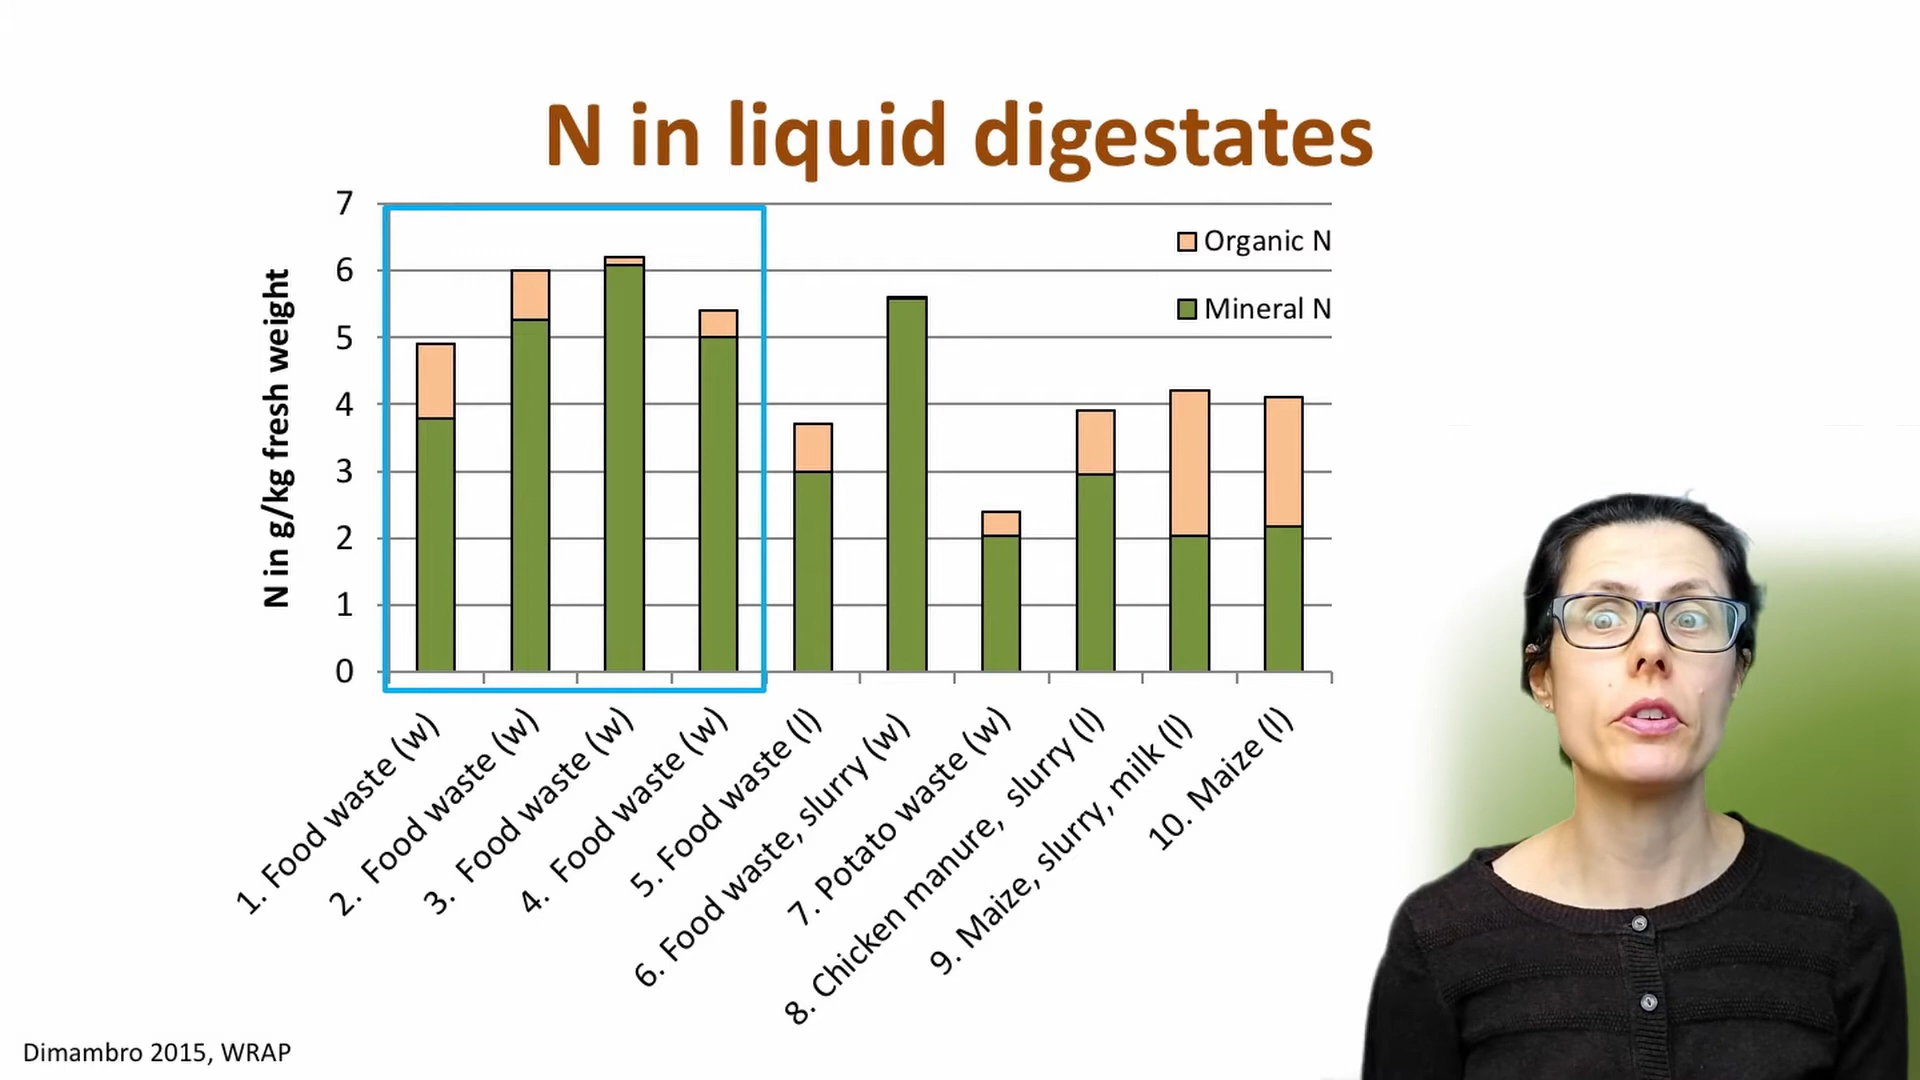 N in liquid digestates
N in g/kg fresh weight
7
6
5
4
3
2
1
0
Organic N
Mineral N
1. Food waste (w)
2. Food waste (w)
3. Food waste (w)
4. Food waste (w)
5. Food waste (l)
6. Food waste, slurry (w)
7. Potato waste (w)
8. Chicken manure, slurry (l)
9. Maize, slurry, milk (l)
10. Maize (l)
Dimambro 2015, WRAP